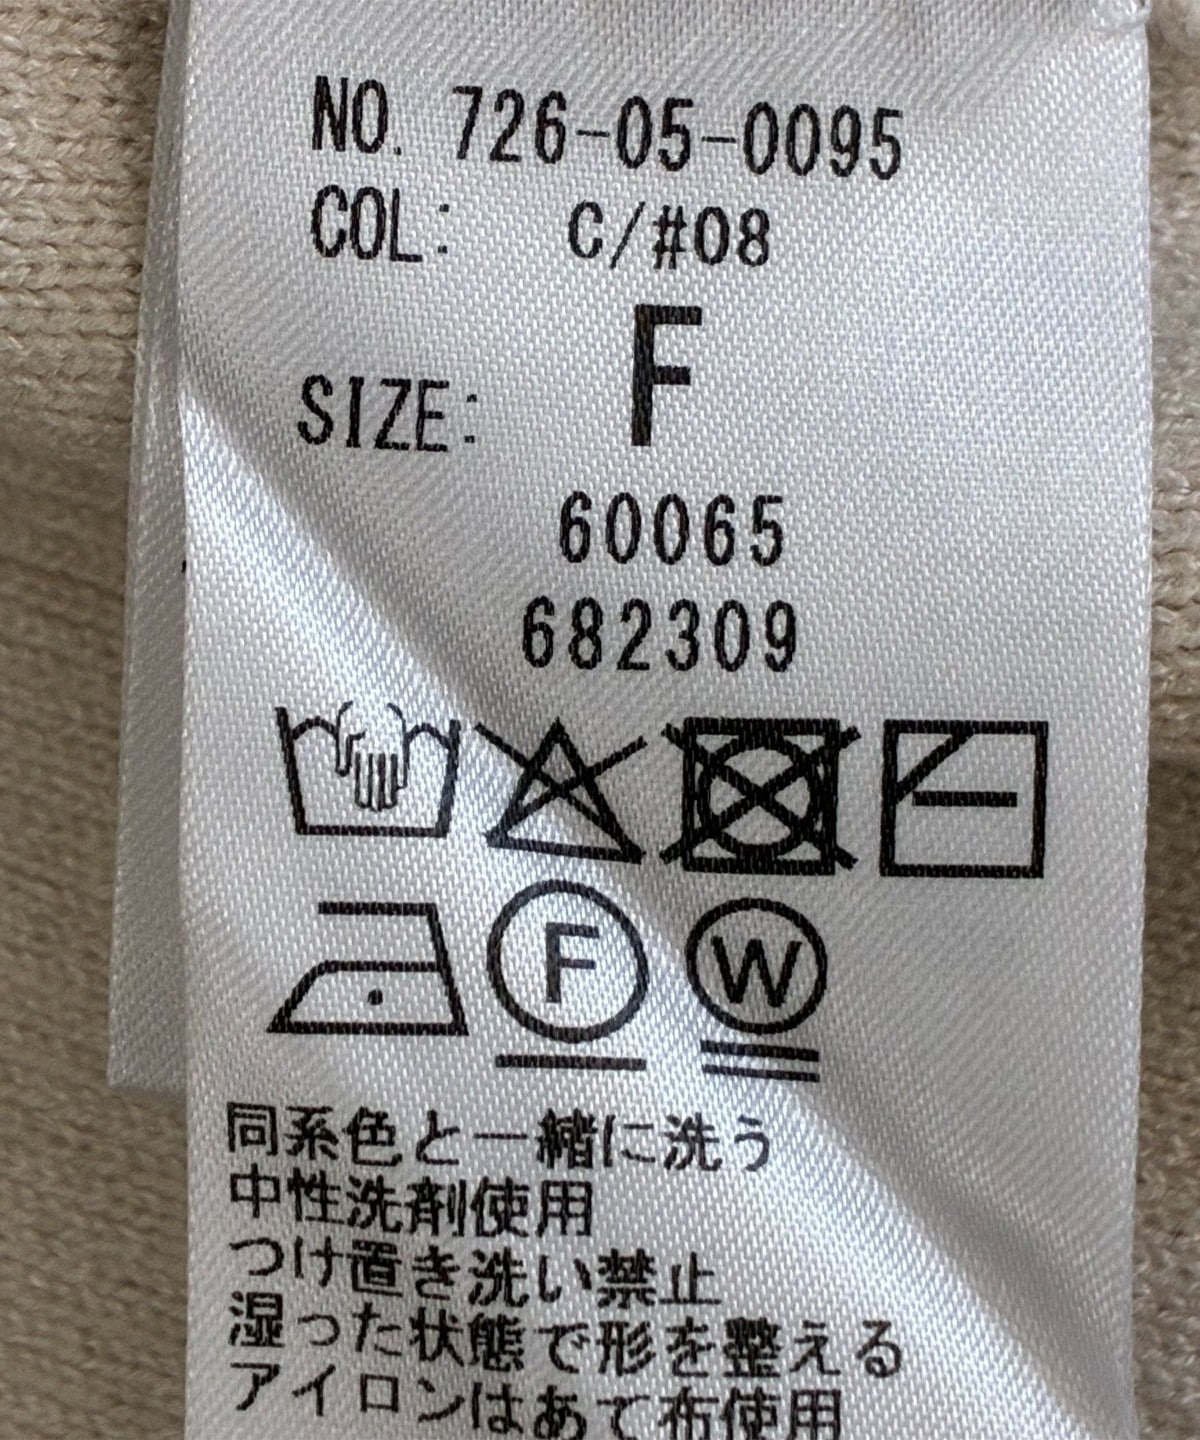 NO. 726-05-0095
COL: C/#08
SIZE: F
60065
682309
F W
同系色と一緒に洗う
中性洗剤使用
つけ置き洗い禁止
湿った状態で形を整える
アイロンはあて布使用